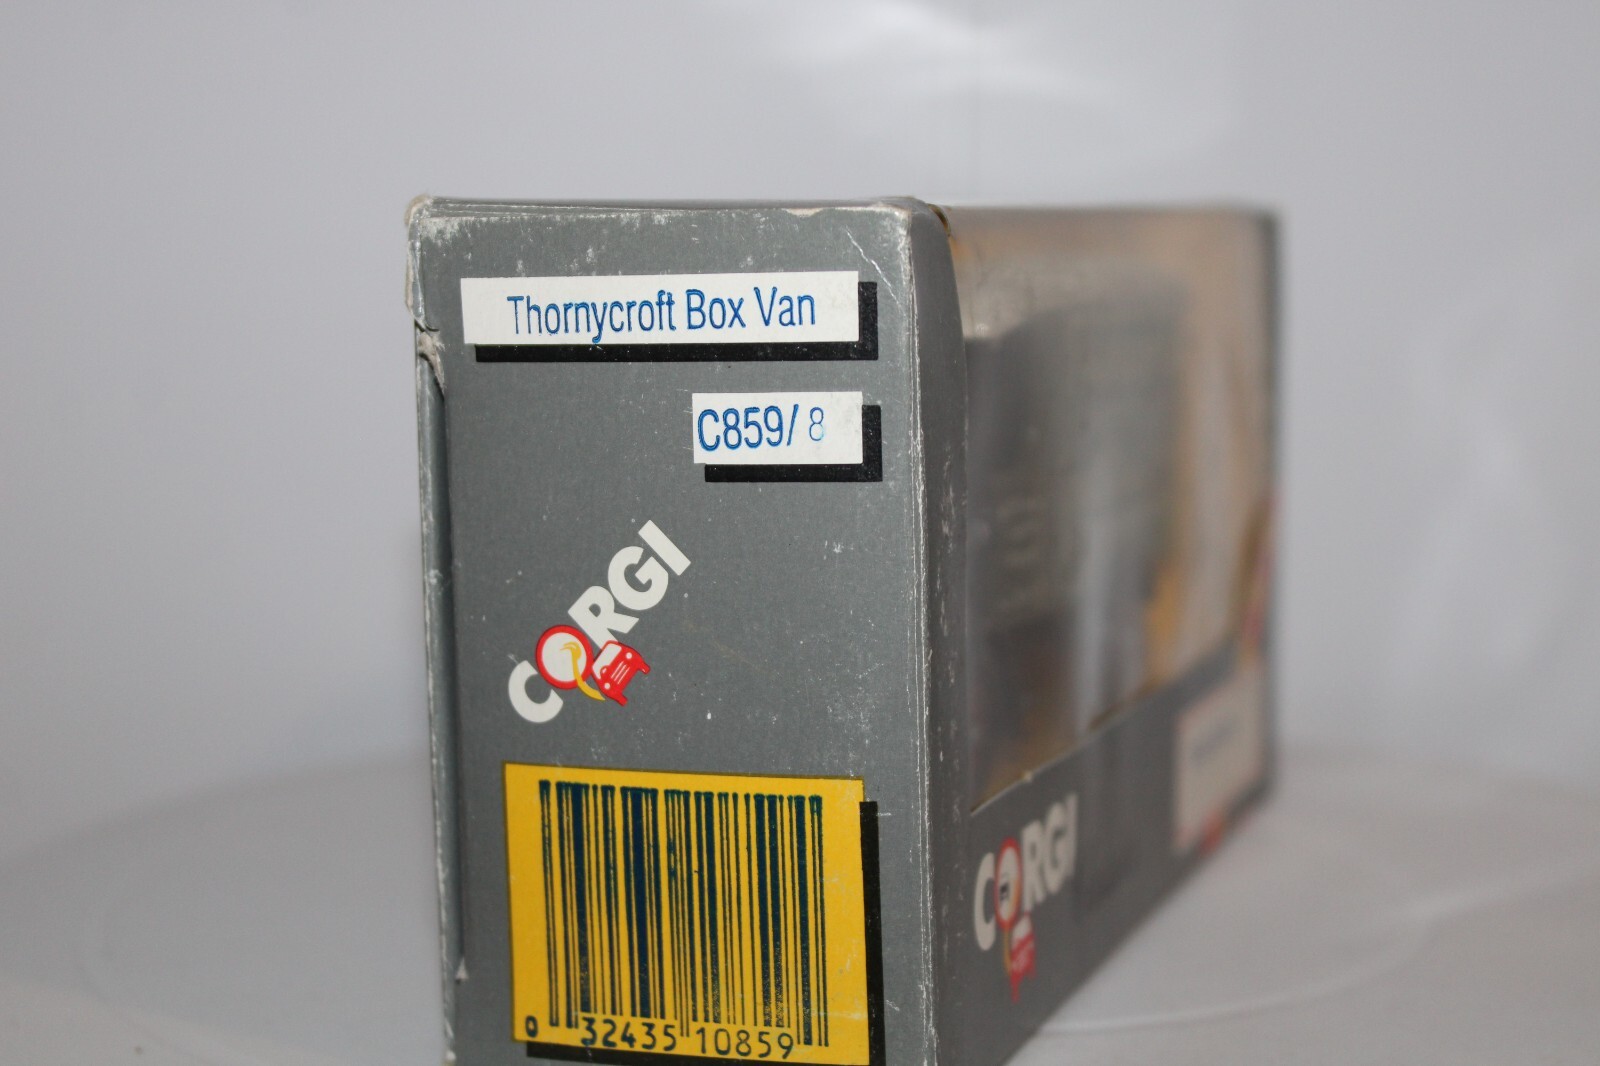 Thornycroft Box Van
C859/ 8
CORGI
0 32435 10859
CORGI